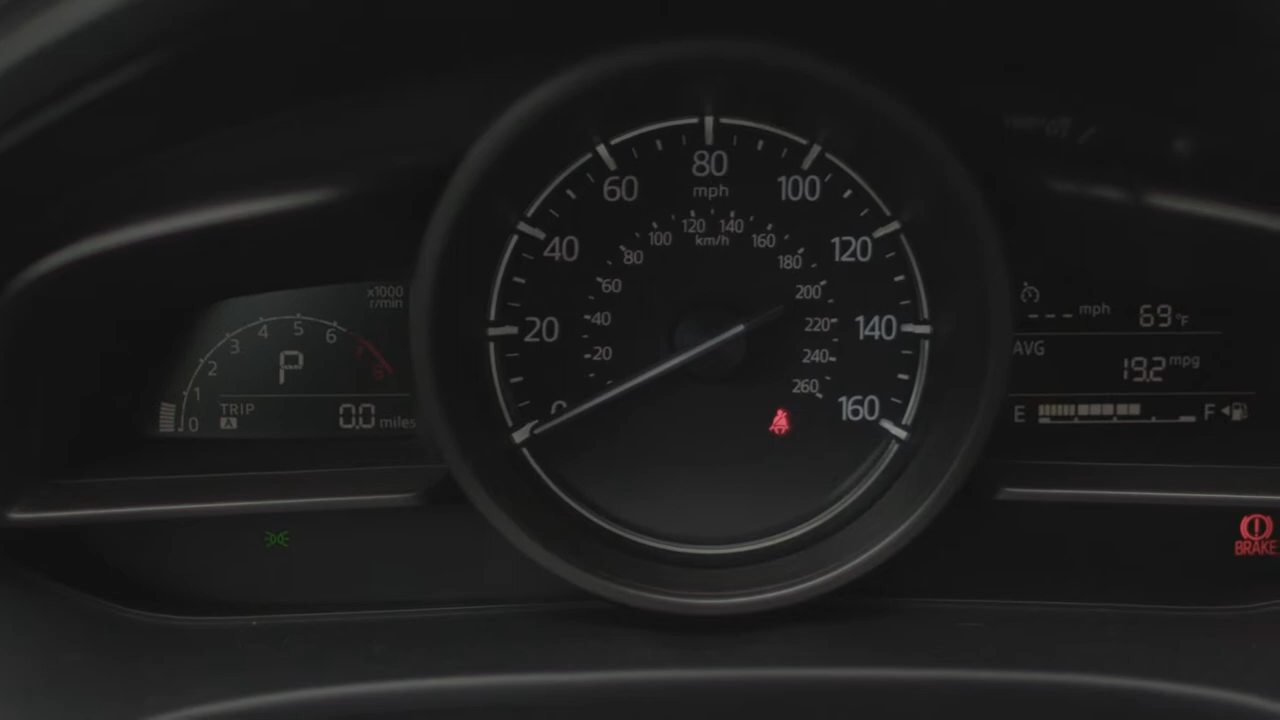 x1000
r/min
0 1 2 3 4 5 6 7 8
P
TRIP
A 0.0 miles
0 20 40 60 80 100 120 140 160
mph
20 40 60 80 100 120 140 160 180 200 220 240 260
km/h
--- mph 69°F
AVG
19.2 mpg
E F
BRAKE